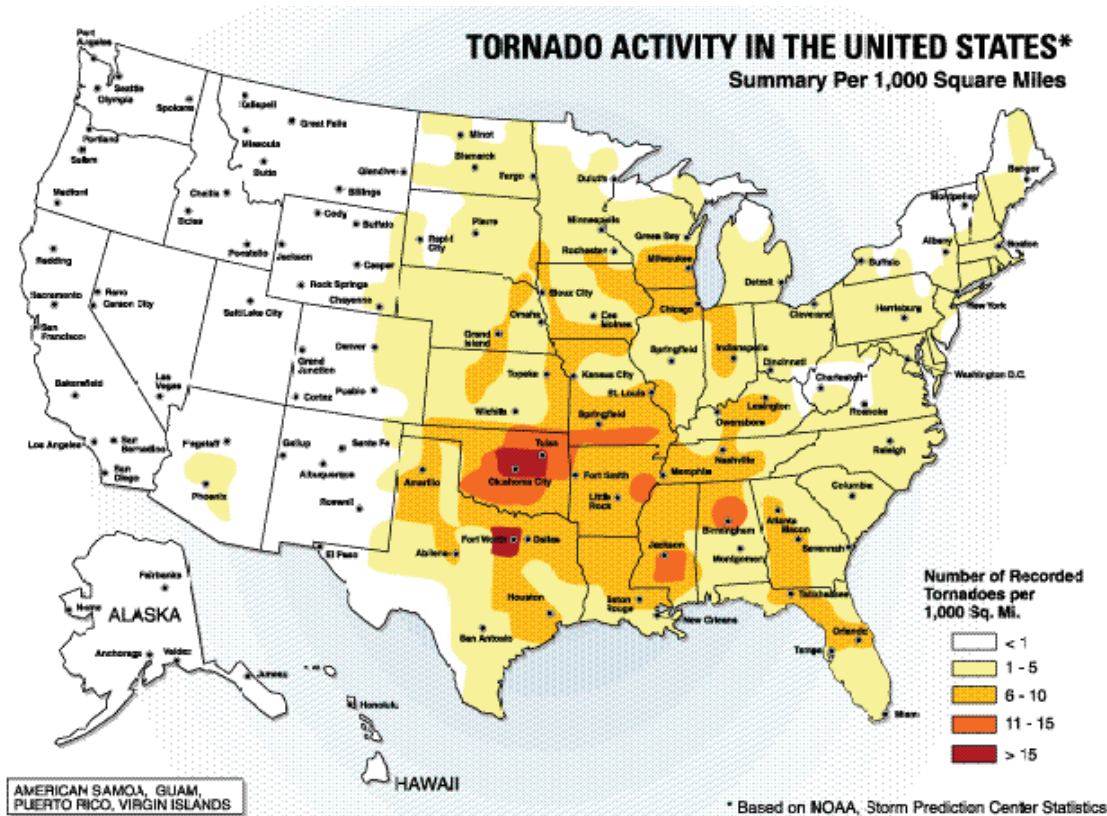 TORNADO ACTIVITY IN THE UNITED STATES*
Summary Per 1,000 Square Miles
Port
Angeles
Seattle
Olympia
Spokane
Portland
Salem
Medford
Kalispell
Great Falls
Missoula
Butte
Glendive
Billings
Challis
Boise
Pocatello
Cody
Buffalo
Jackson
Casper
Rock Springs
Cheyenne
Minot
Bismarck
Fargo
Pierre
Rapid
City
Duluth
Minneapolis
Rochester
Green Bay
Milwaukee
Bangor
Montpelier
Albany
Boston
Buffalo
New York
Harrisburg
Washington D.C.
Detroit
Cleveland
Chicago
Redding
Reno
Carson City
Sacramento
San
Francisco
Salt Lake City
Las
Vegas
Bakersfield
Los Angeles
San
Bernadino
San
Diego
Grand
Junction
Denver
Pueblo
Cortez
Sioux City
Omaha
Grand
Island
Des
Moines
Springfield
Indianapolis
Cincinnati
Charleston
Roanoke
Topeka
Kansas City
St. Louis
Wichita
Springfield
Lexington
Owensboro
Nashville
Raleigh
Flagstaff
Phoenix
Gallup
Santa Fe
Albuquerque
Roswell
Amarillo
Tulsa
Oklahoma City
Fort Smith
Little
Rock
Memphis
Columbia
El Paso
Abilene
Fort Worth
Dallas
Jackson
Birmingham
Montgomery
Atlanta
Macon
Savannah
Houston
San Antonio
Baton
Rouge
New Orleans
Tallahassee
Orlando
Tampa
Miami
Fairbanks
Nome
ALASKA
Anchorage
Valdez
Juneau
Honolulu
HAWAII
Number of Recorded
Tornadoes per
1,000 Sq. Mi.
< 1
1 - 5
6 - 10
11 - 15
> 15
AMERICAN SAMOA, GUAM,
PUERTO RICO, VIRGIN ISLANDS
* Based on NOAA, Storm Prediction Center Statistics